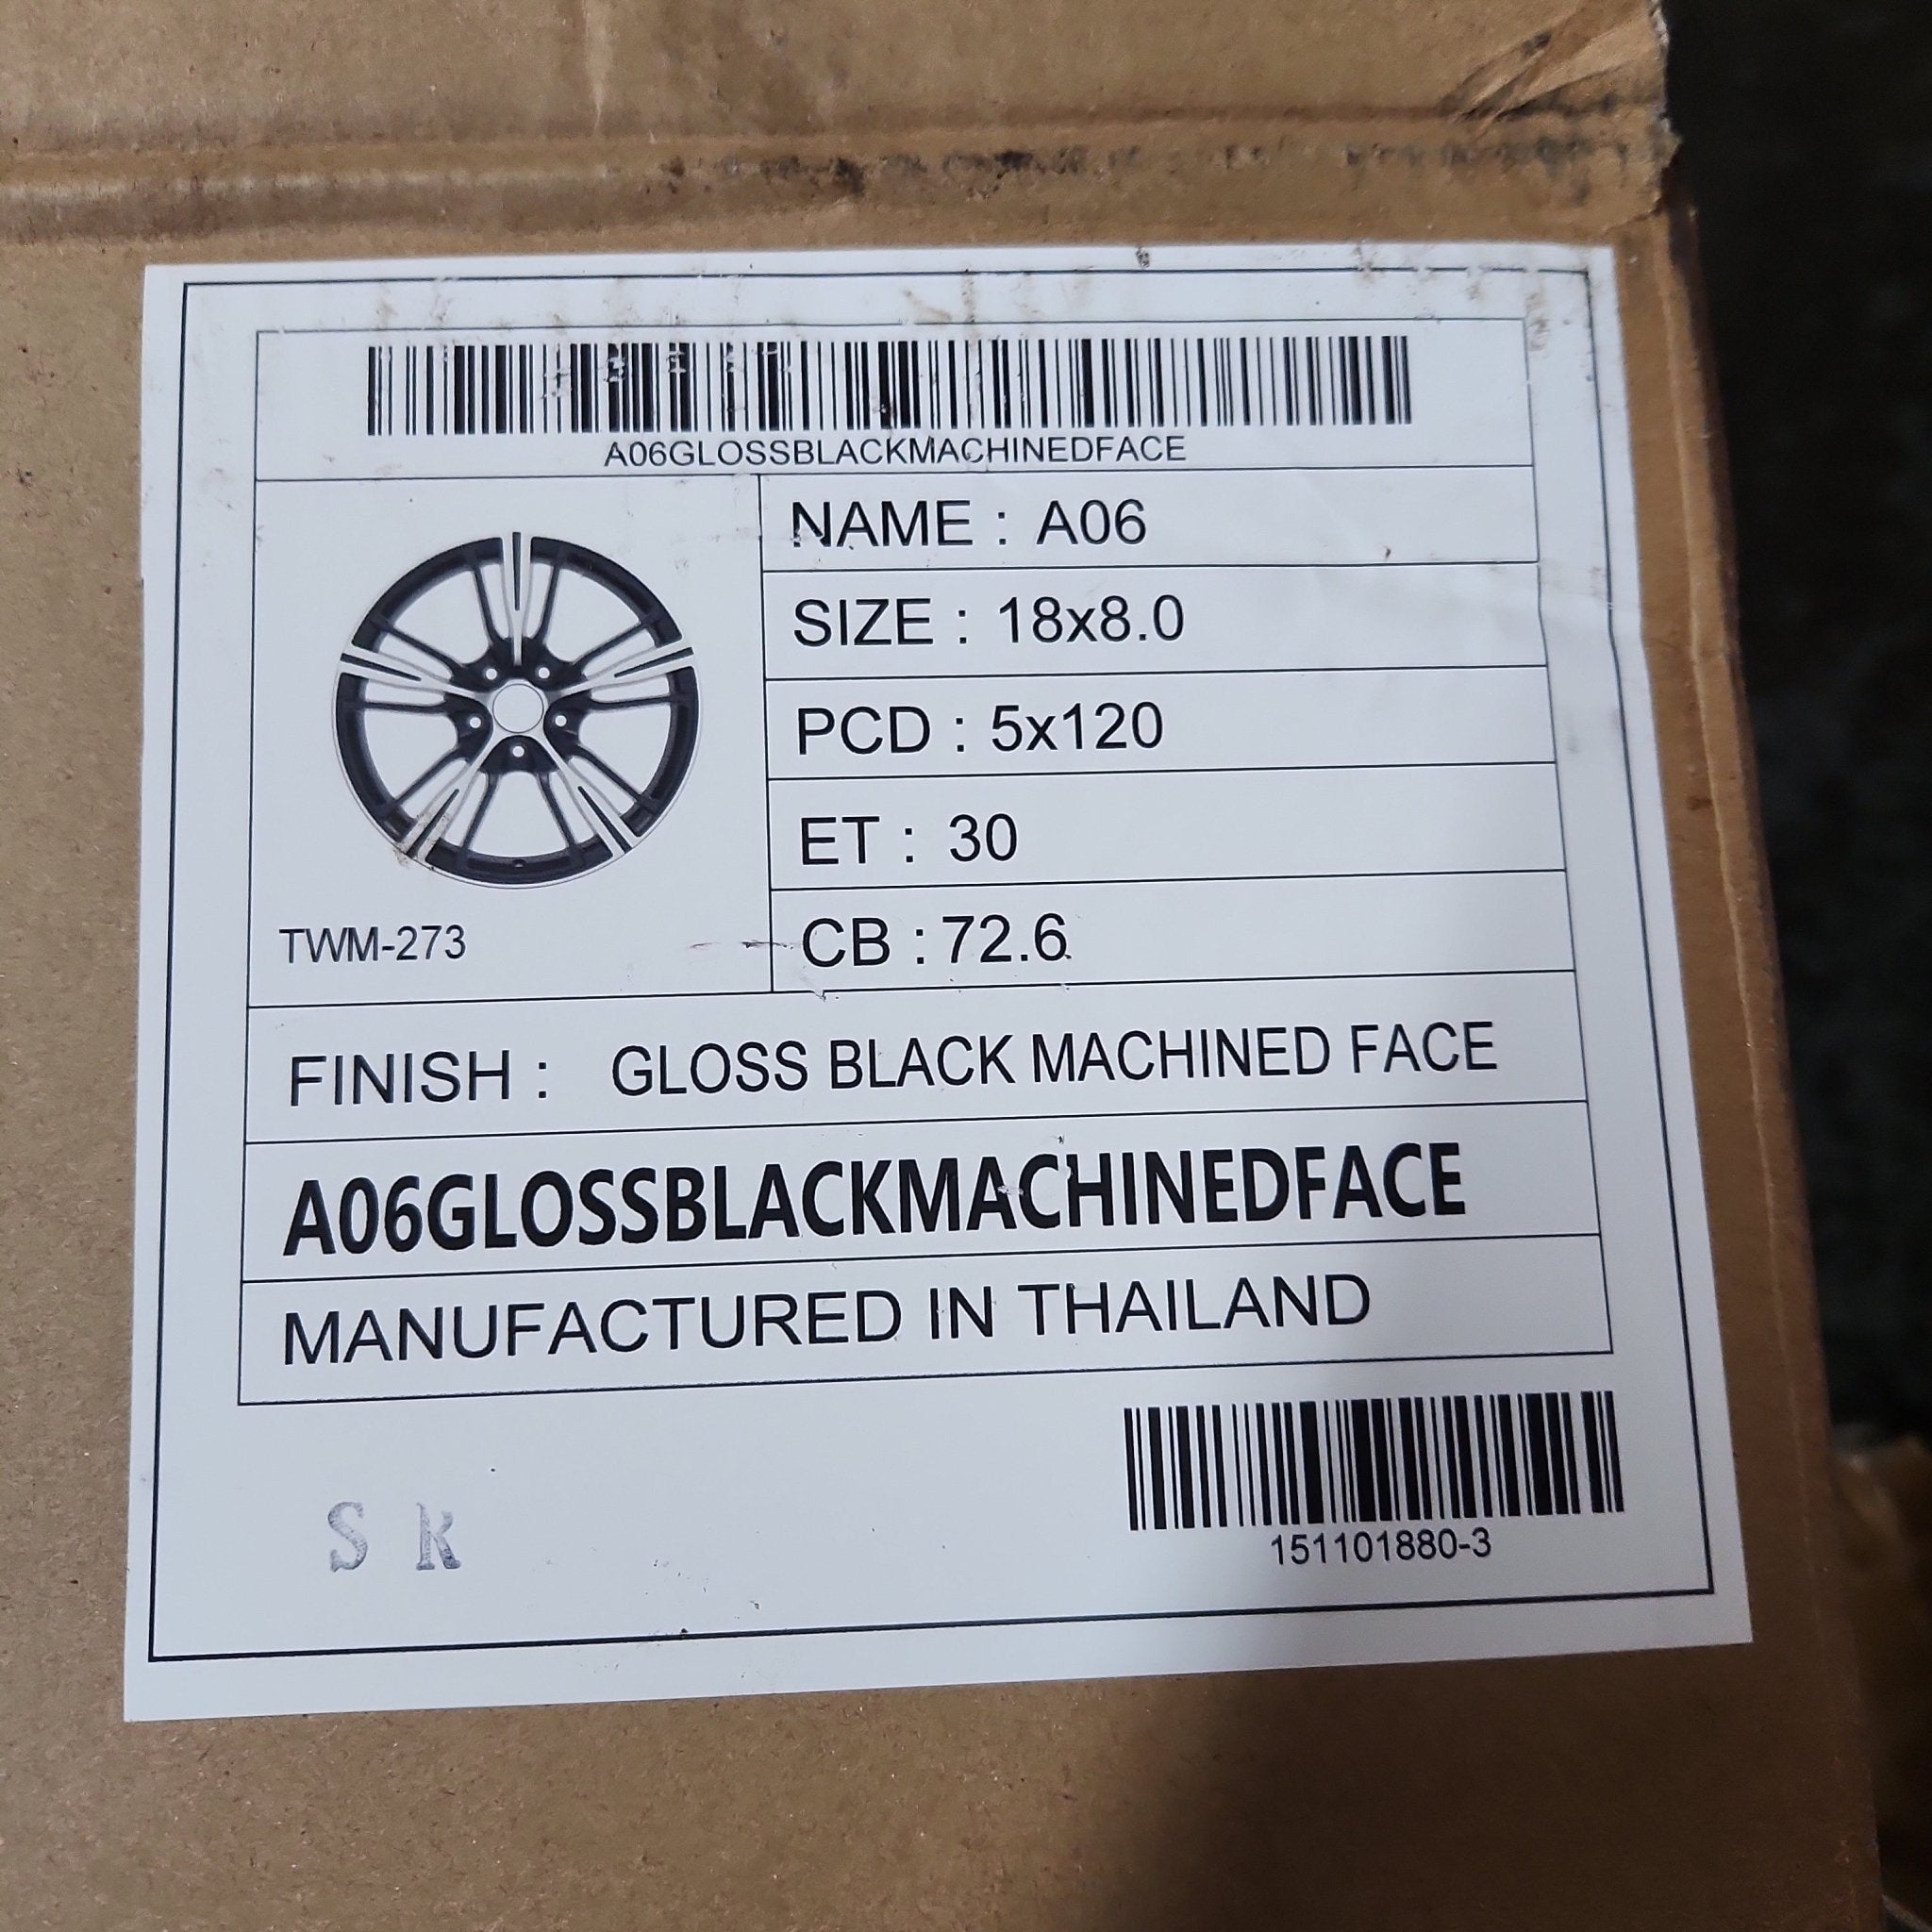 A06GLOSSBLACKMACHINEDFACE
NAME : A06
SIZE : 18x8.0
PCD : 5x120
ET : 30
CB : 72.6
TWM-273
FINISH : GLOSS BLACK MACHINED FACE
A06GLOSSBLACKMACHINEDFACE
MANUFACTURED IN THAILAND
151101880-3
S R